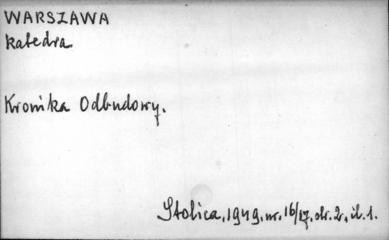 WARSZAWA
katedra
Kronika Odbudowy.
Stolica, 1949, nr. 16/17, str. 2, il. 1.